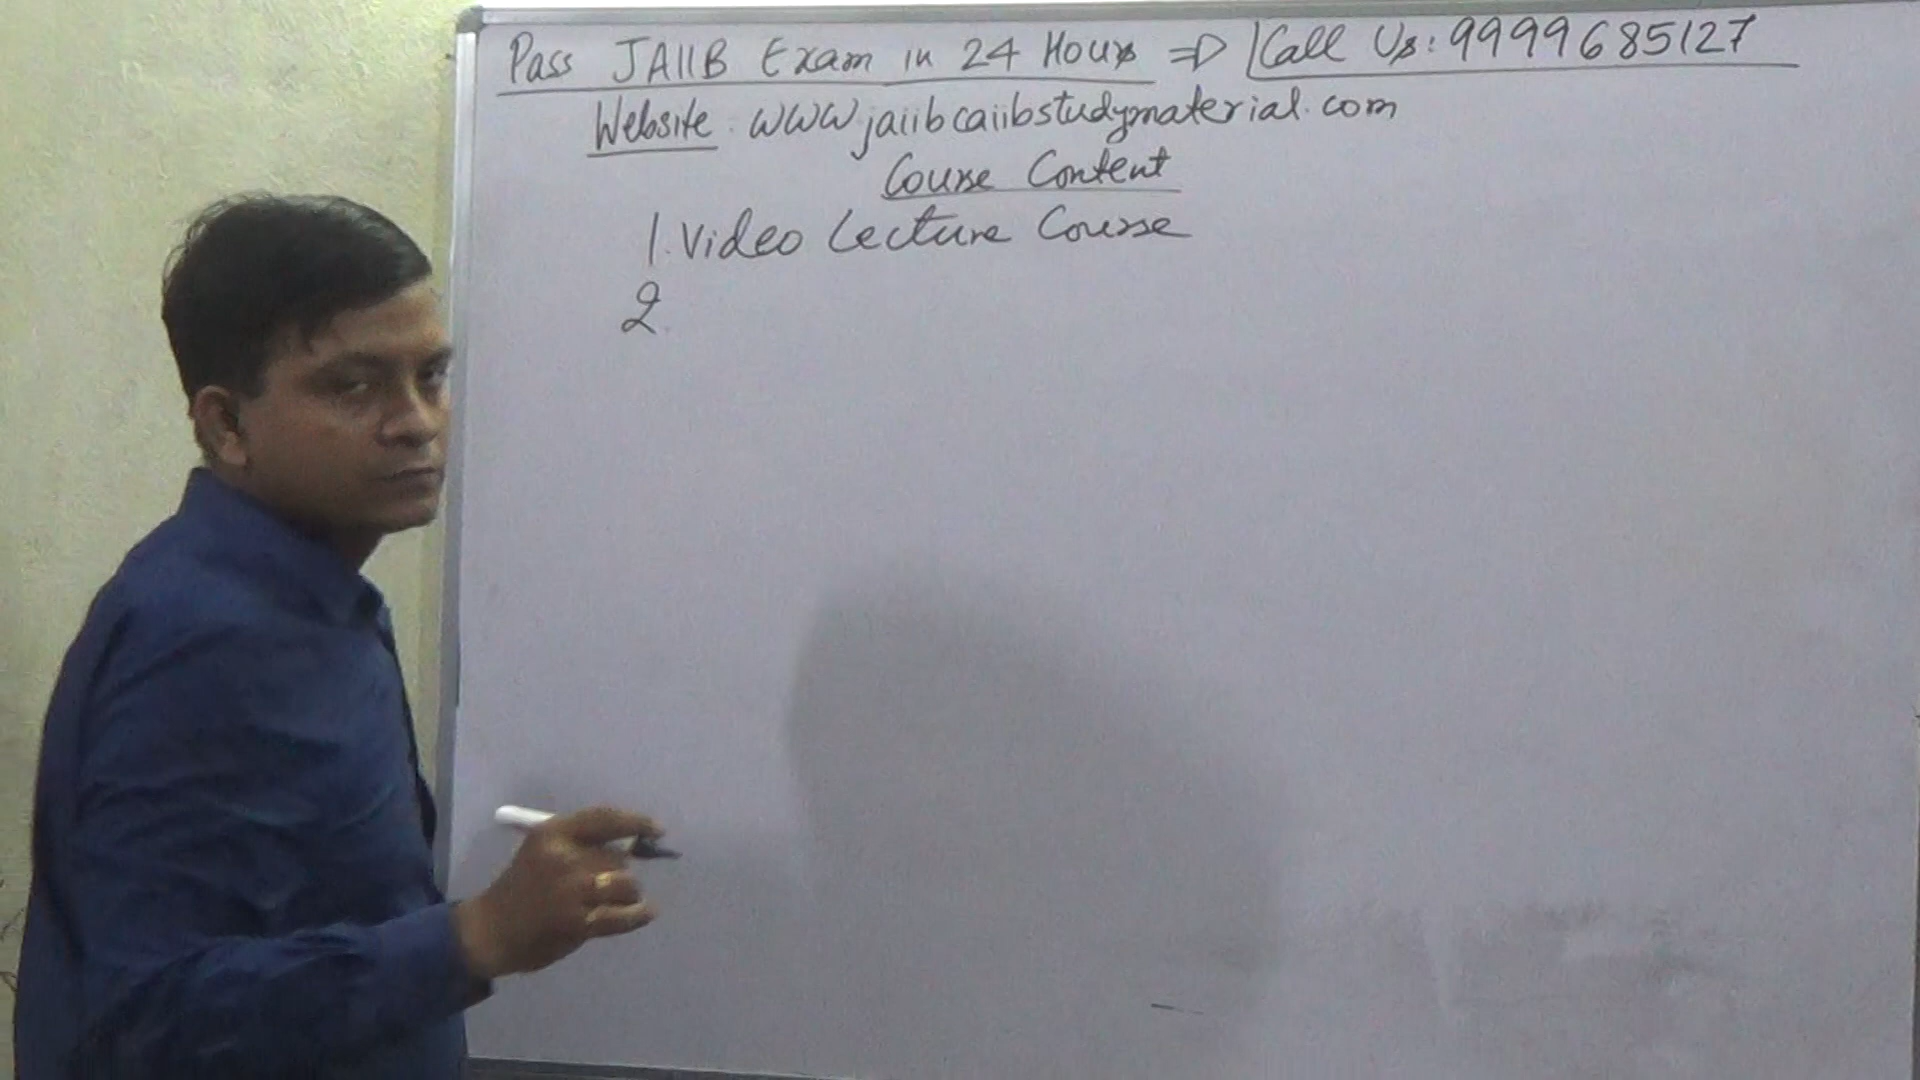 Pass JAIIB Exam in 24 Hours ⇒ Call Us: 9999685127
Website: www.jaiibcaiibstudymaterial.com
Course Content
1. Video Lecture Course
2.